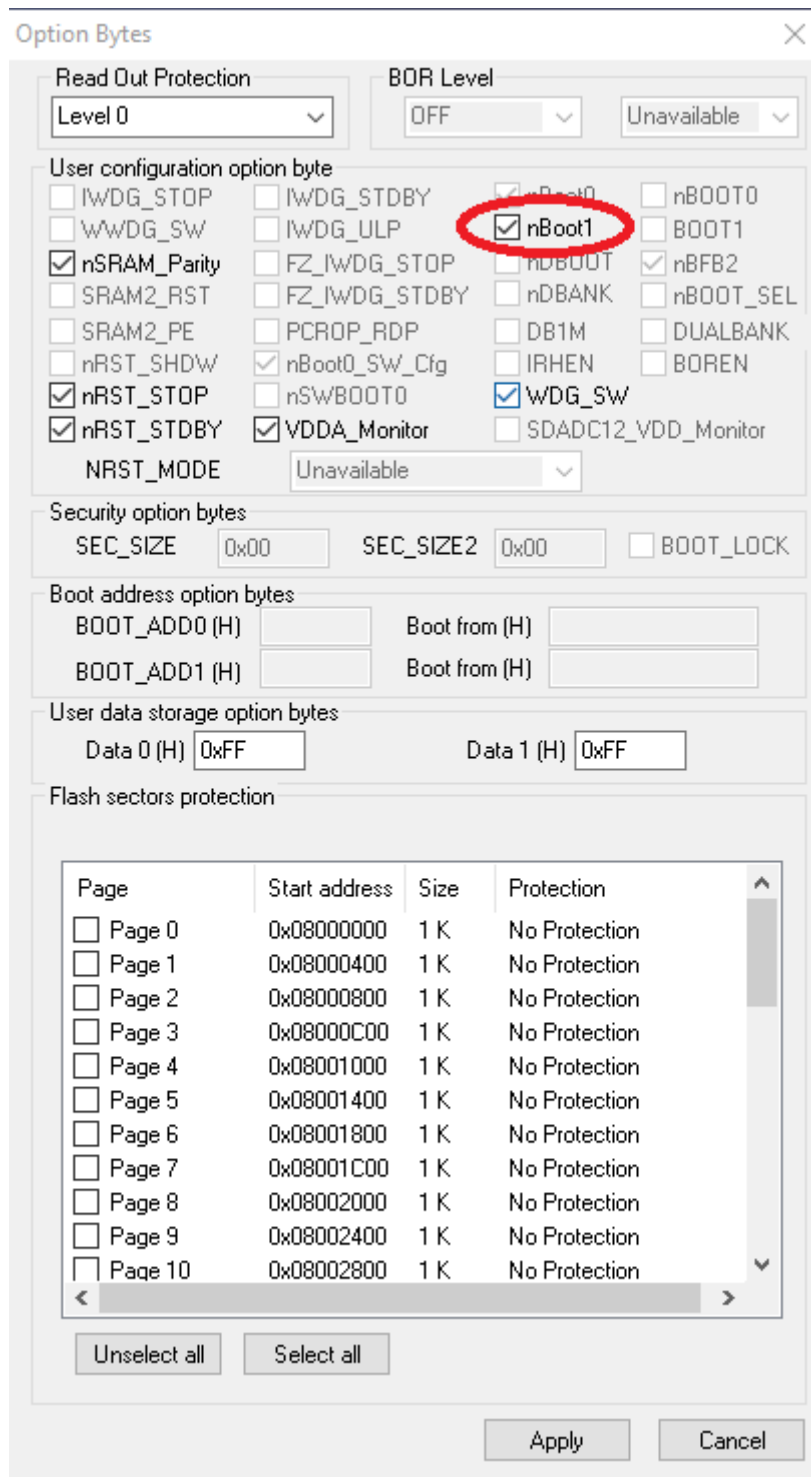 Option Bytes
Read Out Protection BOR Level
Level 0 OFF Unavailable
User configuration option byte
IWDG_STOP IWDG_STDBY nBoot0 nBOOT0
WWDG_SW IWDG_ULP nBoot1 BOOT1
nSRAM_Parity FZ_IWDG_STOP nDBOOT nBFB2
SRAM2_RST FZ_IWDG_STDBY nDBANK nBOOT_SEL
SRAM2_PE PCROP_RDP DB1M DUALBANK
nRST_SHDW nBoot0_SW_Cfg IRHEN BOREN
nRST_STOP nSWBOOT0 WDG_SW
nRST_STDBY VDDA_Monitor SDADC12_VDD_Monitor
NRST_MODE Unavailable
Security option bytes
SEC_SIZE 0x00 SEC_SIZE2 0x00 BOOT_LOCK
Boot address option bytes
BOOT_ADD0 (H) Boot from (H)
BOOT_ADD1 (H) Boot from (H)
User data storage option bytes
Data 0 (H) 0xFF Data 1 (H) 0xFF
Flash sectors protection
Page Start address Size Protection
Page 0 0x08000000 1 K No Protection
Page 1 0x08000400 1 K No Protection
Page 2 0x08000800 1 K No Protection
Page 3 0x08000C00 1 K No Protection
Page 4 0x08001000 1 K No Protection
Page 5 0x08001400 1 K No Protection
Page 6 0x08001800 1 K No Protection
Page 7 0x08001C00 1 K No Protection
Page 8 0x08002000 1 K No Protection
Page 9 0x08002400 1 K No Protection
Page 10 0x08002800 1 K No Protection
Unselect all Select all
Apply Cancel